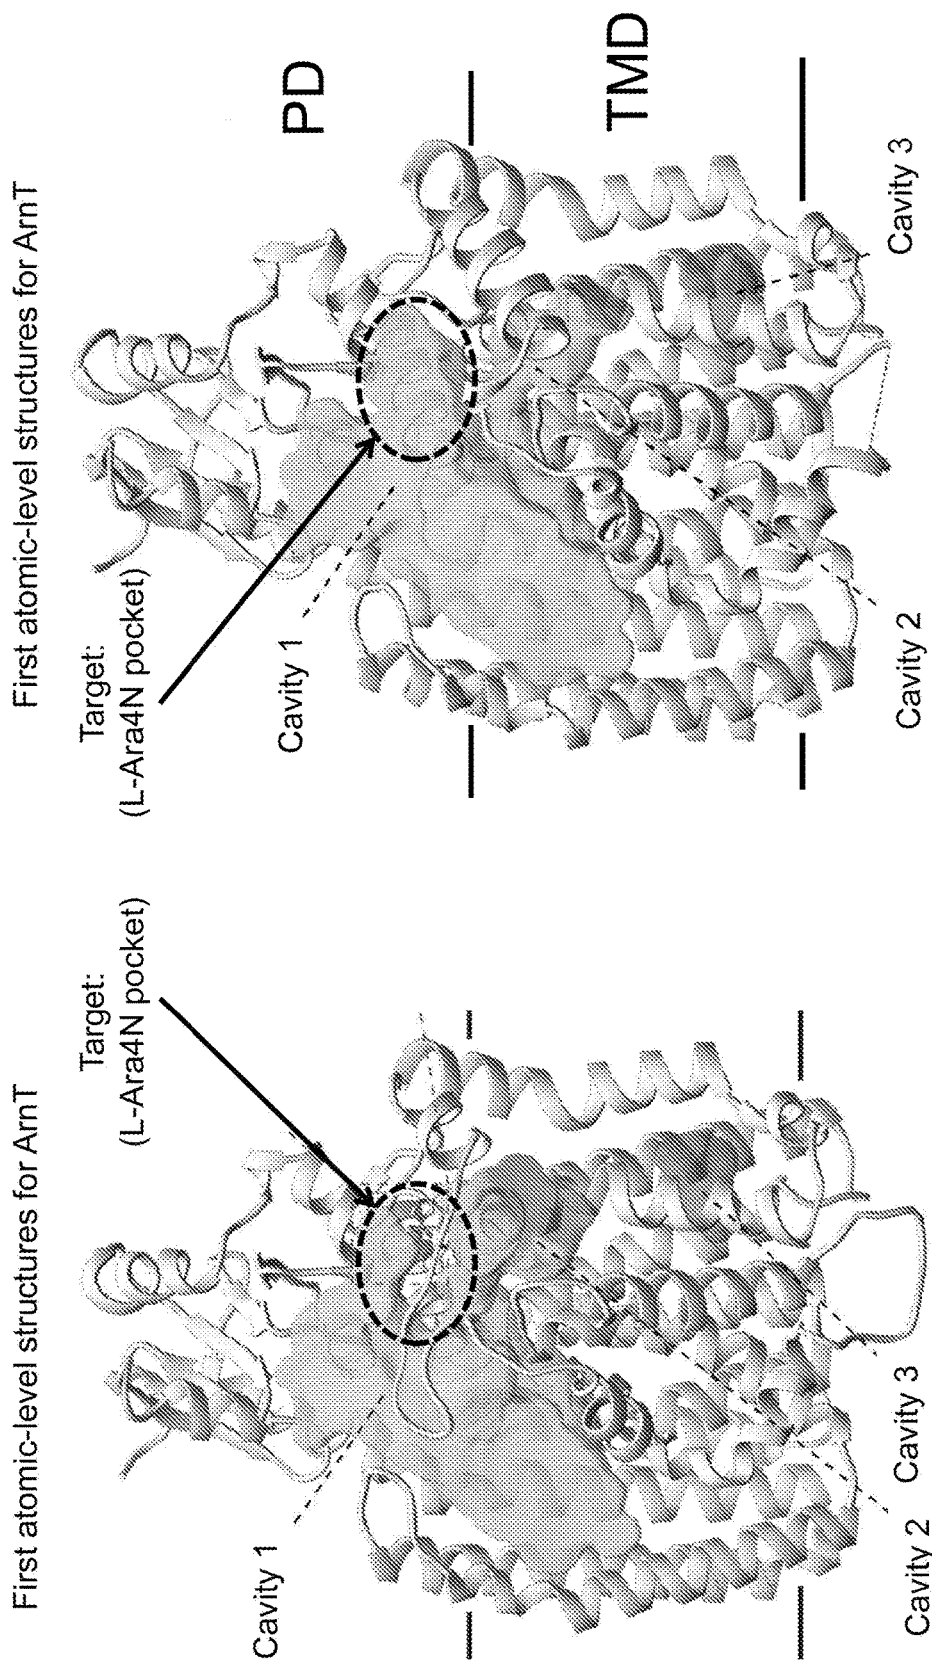 First atomic-level structures for ArnT
Target:
(L-Ara4N pocket)
Cavity 1
Cavity 2
Cavity 3
First atomic-level structures for ArnT
Target:
(L-Ara4N pocket)
Cavity 1
PD
TMD
Cavity 2
Cavity 3